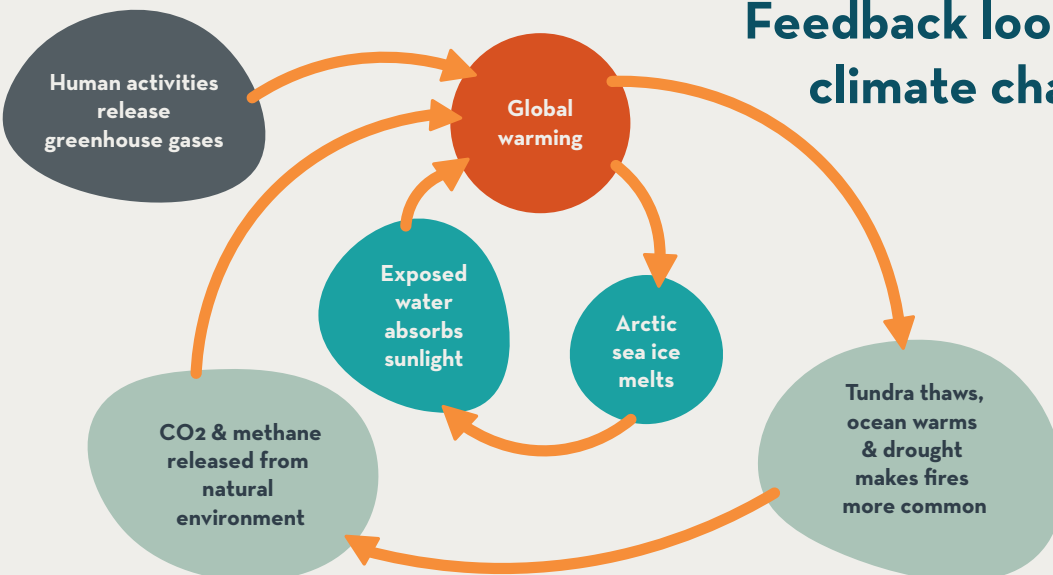 Feedback loo
climate cha
Human activities
release
greenhouse gases
Global
warming
Exposed
water
absorbs
sunlight
Arctic
sea ice
melts
CO2 & methane
released from
natural
environment
Tundra thaws,
ocean warms
& drought
makes fires
more common